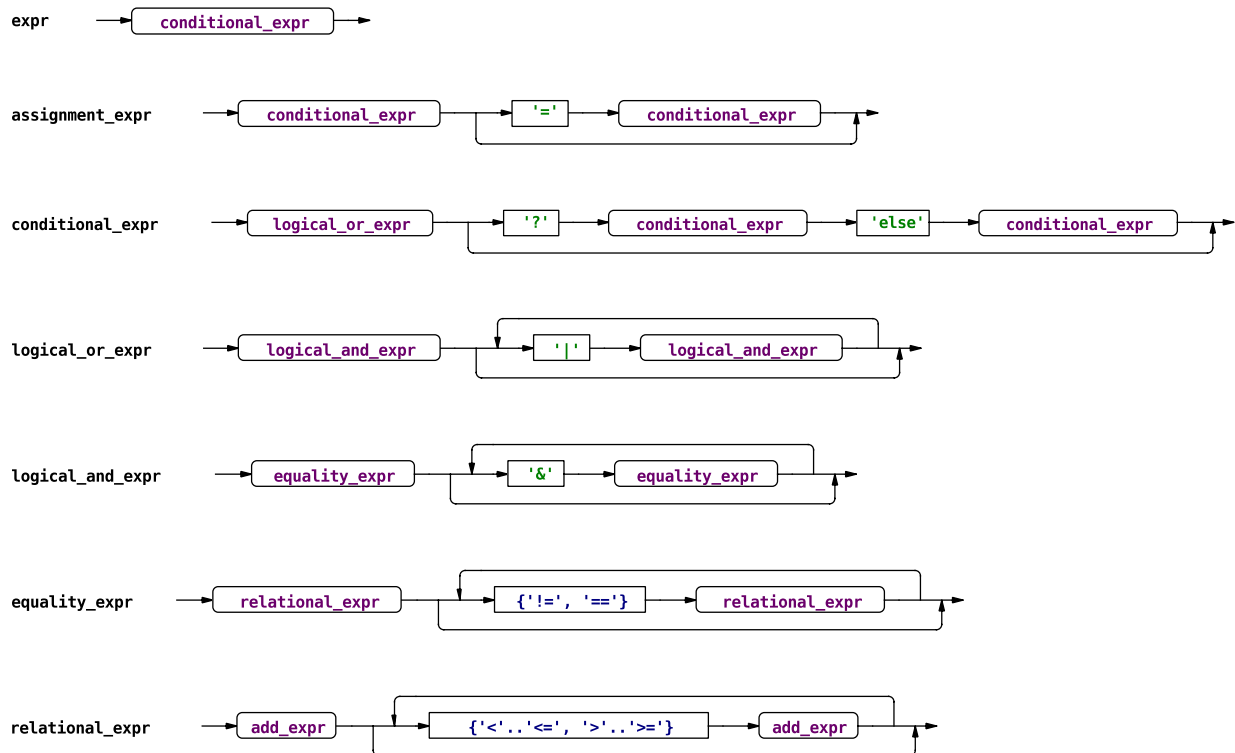 expr conditional_expr
assignment_expr conditional_expr '=' conditional_expr
conditional_expr logical_or_expr '?' conditional_expr 'else' conditional_expr
logical_or_expr logical_and_expr '|' logical_and_expr
logical_and_expr equality_expr '&' equality_expr
equality_expr relational_expr {'!=', '=='} relational_expr
relational_expr add_expr {'<'..'<=', '>'..'>='} add_expr